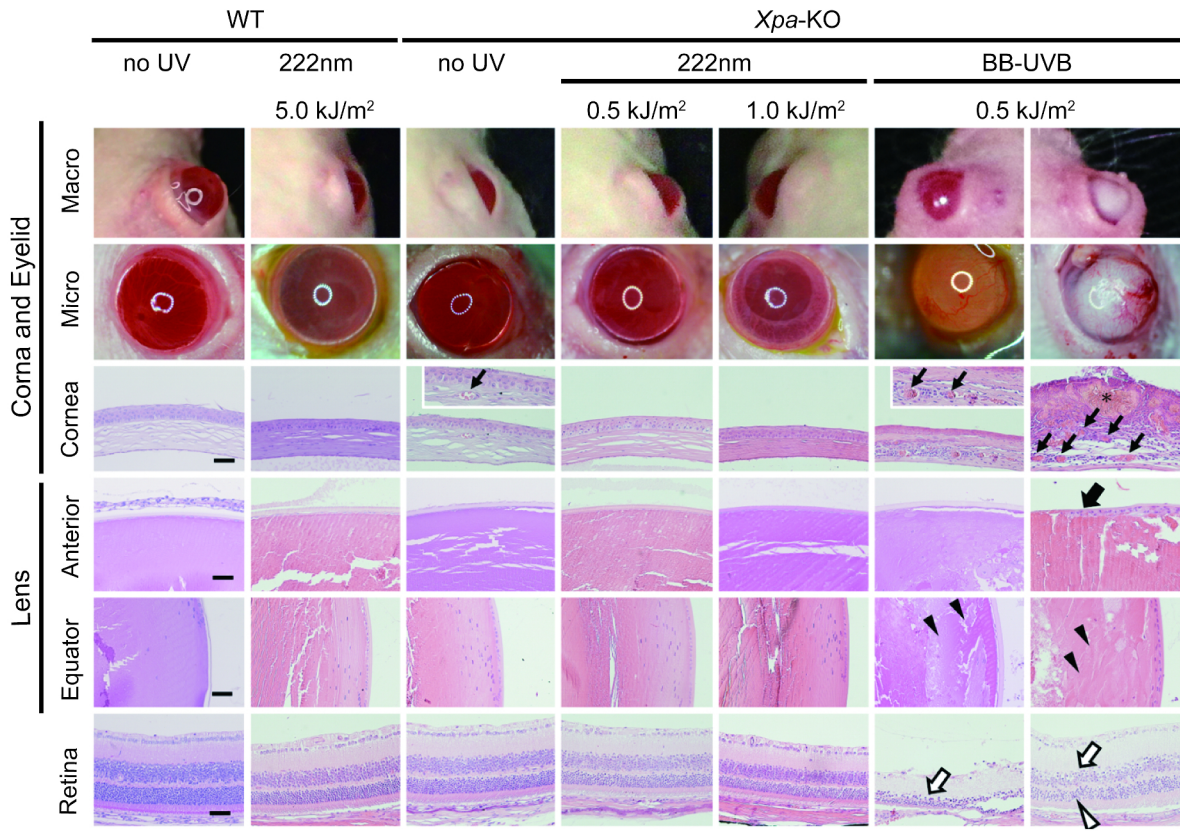 WT
Xpa-KO
no UV
222nm
no UV
222nm
BB-UVB
5.0 kJ/m²
0.5 kJ/m²
1.0 kJ/m²
0.5 kJ/m²
Corna and Eyelid
Macro
Micro
Cornea
*
Lens
Anterior
Equator
Retina